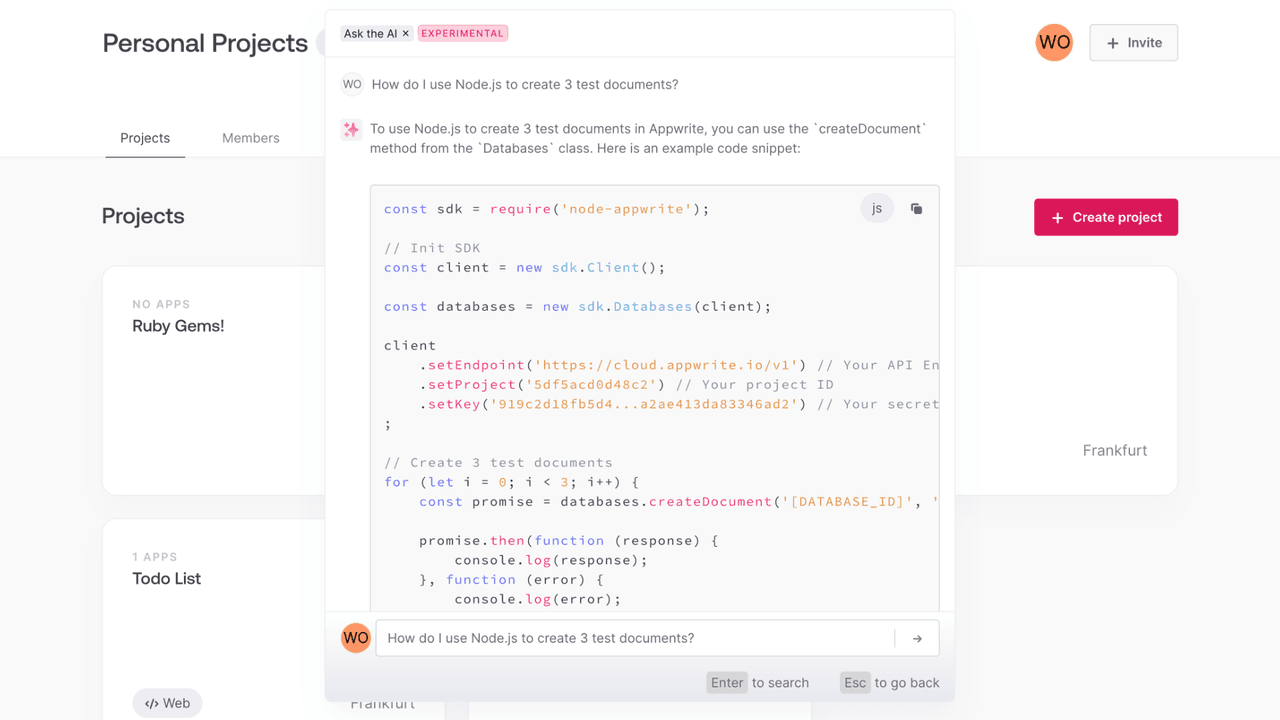 Personal Projects
WO
+ Invite
Projects
Members
Projects
+ Create project
NO APPS
Ruby Gems!
Frankfurt
1 APPS
Todo List
</> Web
Frankfurt
Ask the AI × EXPERIMENTAL
WO How do I use Node.js to create 3 test documents?
To use Node.js to create 3 test documents in Appwrite, you can use the `createDocument`
method from the `Databases` class. Here is an example code snippet:
js
const sdk = require('node-appwrite');
// Init SDK
const client = new sdk.Client();
const databases = new sdk.Databases(client);
client
    .setEndpoint('https://cloud.appwrite.io/v1') // Your API En
    .setProject('5df5acd0d48c2') // Your project ID
    .setKey('919c2d18fb5d4...a2ae413da83346ad2') // Your secret
;
// Create 3 test documents
for (let i = 0; i < 3; i++) {
    const promise = databases.createDocument('[DATABASE_ID]', '
    promise.then(function (response) {
        console.log(response);
    }, function (error) {
        console.log(error);
WO How do I use Node.js to create 3 test documents? →
Enter to search Esc to go back